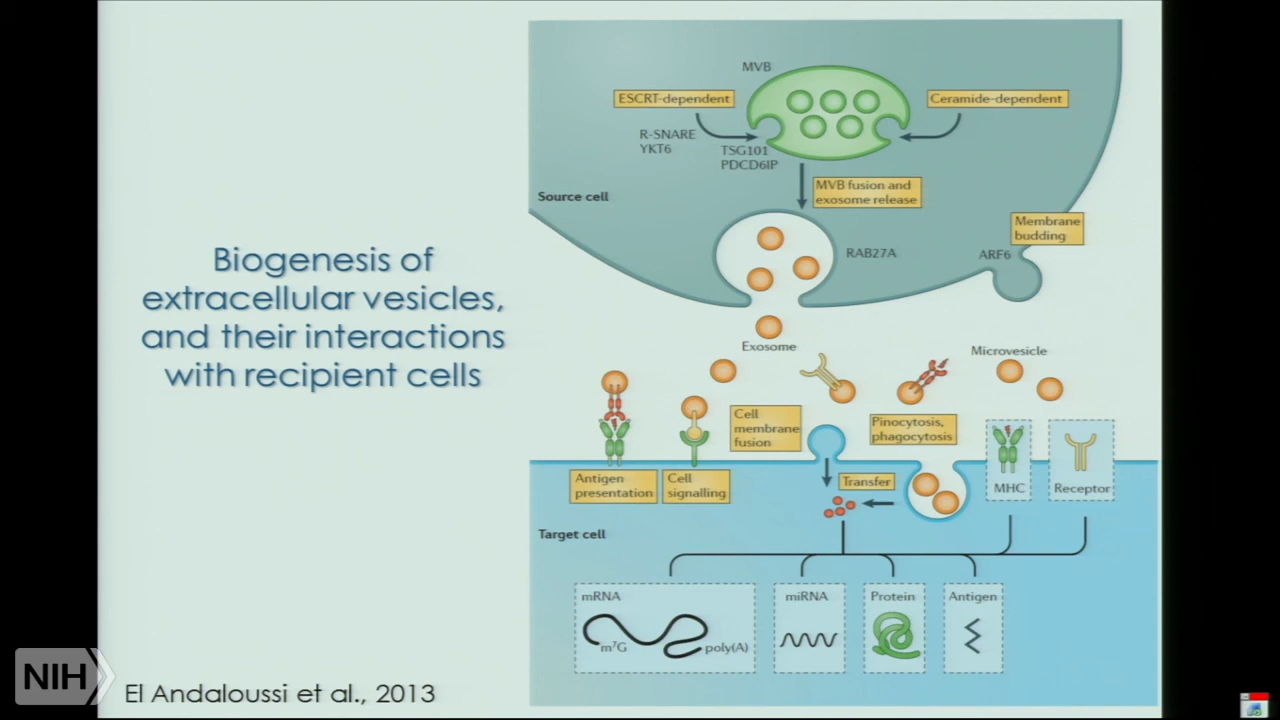 Biogenesis of
extracellular vesicles,
and their interactions
with recipient cells
El Andaloussi et al., 2013
NIH
MVB
ESCRT-dependent
Ceramide-dependent
R-SNARE
YKT6
TSG101
PDCD6IP
MVB fusion and
exosome release
Source cell
Membrane
budding
RAB27A
ARF6
Exosome
Microvesicle
Cell
membrane
fusion
Pinocytosis,
phagocytosis
Antigen
presentation
Cell
signalling
Transfer
MHC
Receptor
Target cell
mRNA
m⁷G
poly(A)
miRNA
Protein
Antigen